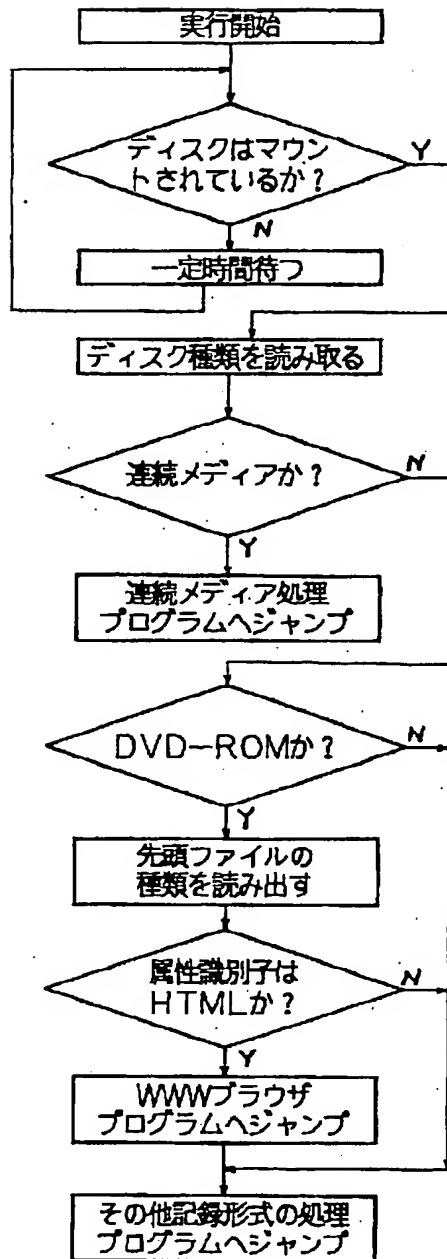 実行開始
ディスクはマウン
トされているか？
Y
N
一定時間待つ
ディスク種類を読み取る
連続メディアか？
N
Y
連続メディア処理
プログラムへジャンプ
DVD−ROMか？
N
Y
先頭ファイルの
種類を読み出す
属性識別子は
HTMLか？
N
Y
WWWブラウザ
プログラムへジャンプ
その他記録形式の処理
プログラムへジャンプ